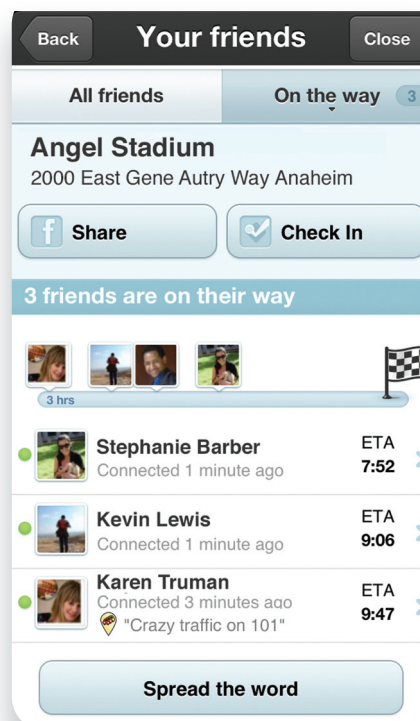 Back
Your friends
Close
All friends
On the way
3
Angel Stadium
2000 East Gene Autry Way Anaheim
f Share
Check In
3 friends are on their way
3 hrs
Stephanie Barber
Connected 1 minute ago
ETA
7:52
Kevin Lewis
Connected 1 minute ago
ETA
9:06
Karen Truman
Connected 3 minutes ago
"Crazy traffic on 101"
ETA
9:47
Spread the word